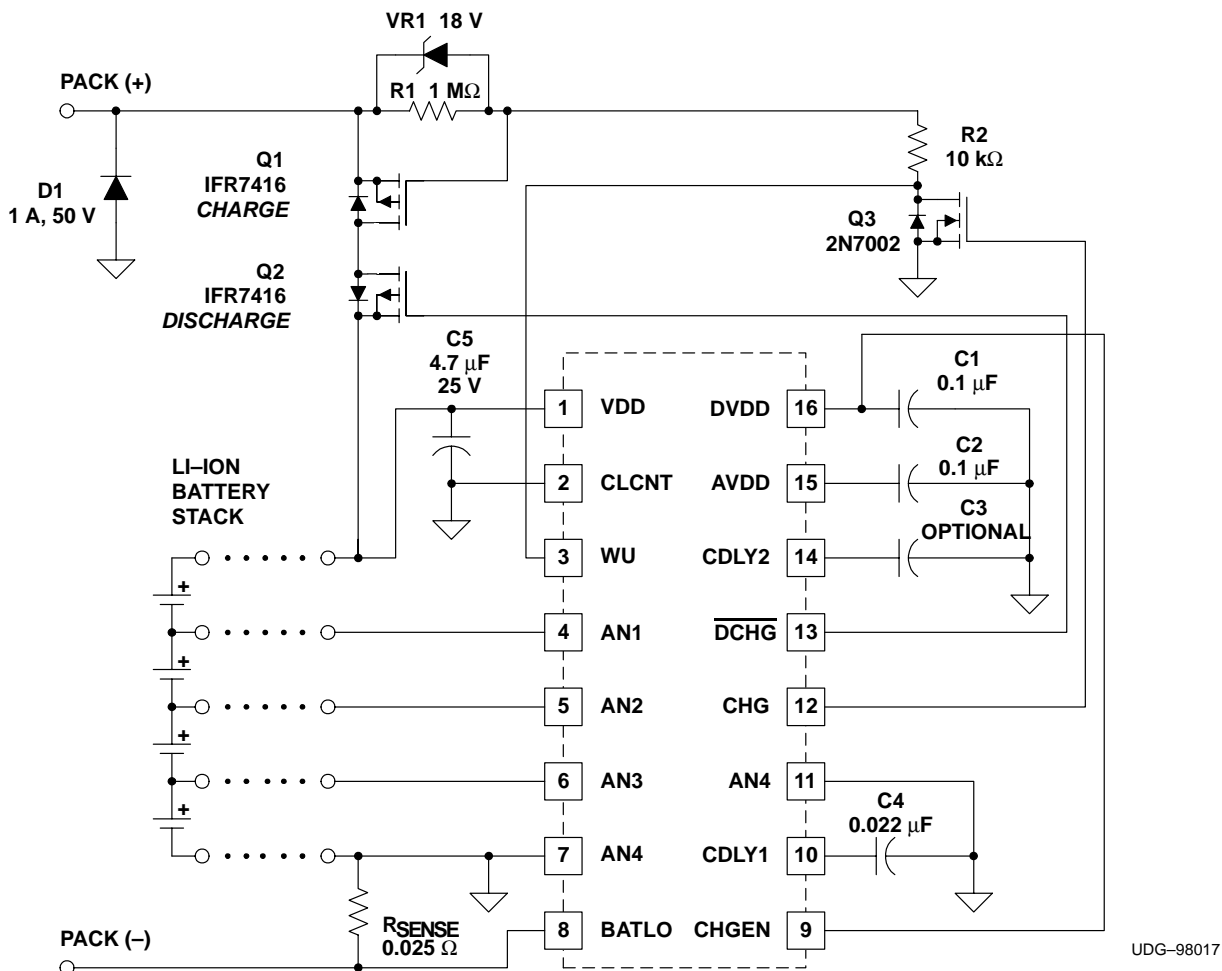 VR1 18 V
PACK (+)
R1 1 MΩ
R2
10 kΩ
Q1
IFR7416
CHARGE
D1
1 A, 50 V
Q3
2N7002
Q2
IFR7416
DISCHARGE
C5
4.7 μF
25 V
C1
0.1 μF
1 VDD DVDD 16
C2
0.1 μF
LI–ION
BATTERY
STACK
2 CLCNT AVDD 15
C3
OPTIONAL
3 WU CDLY2 14
+
4 AN1 DCHG 13
+
5 AN2 CHG 12
+
6 AN3 AN4 11
+
C4
0.022 μF
7 AN4 CDLY1 10
RSENSE
0.025 Ω
PACK (–)
8 BATLO CHGEN 9
UDG–98017